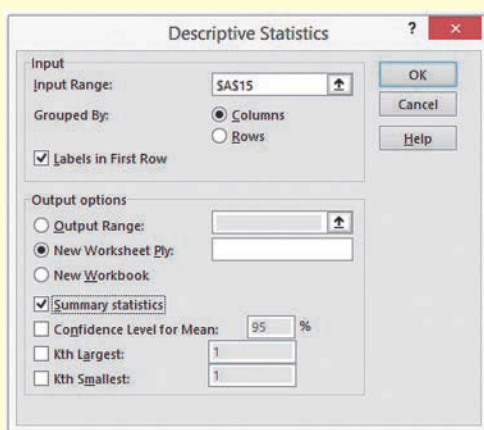 Descriptive Statistics
?
×
Input
Input Range:
$A$15
OK
Grouped By:
Columns
Cancel
Rows
Help
Labels in First Row
Output options
Output Range:
New Worksheet Ply:
New Workbook
Summary statistics
Confidence Level for Mean:
95
%
Kth Largest:
1
Kth Smallest:
1